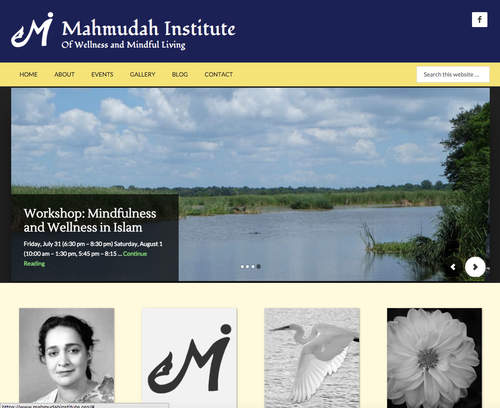 Mahmudah Institute
Of Wellness and Mindful Living
f
HOME ABOUT EVENTS GALLERY BLOG CONTACT
Search this website ...
Workshop: Mindfulness
and Wellness in Islam
Friday, July 31 (6:30 pm – 8:30 pm) Saturday, August 1
(10:00 am – 1:30 pm, 5:45 pm – 8:15 ... Continue
Reading
https://www.mahmudahinstitute.org/#